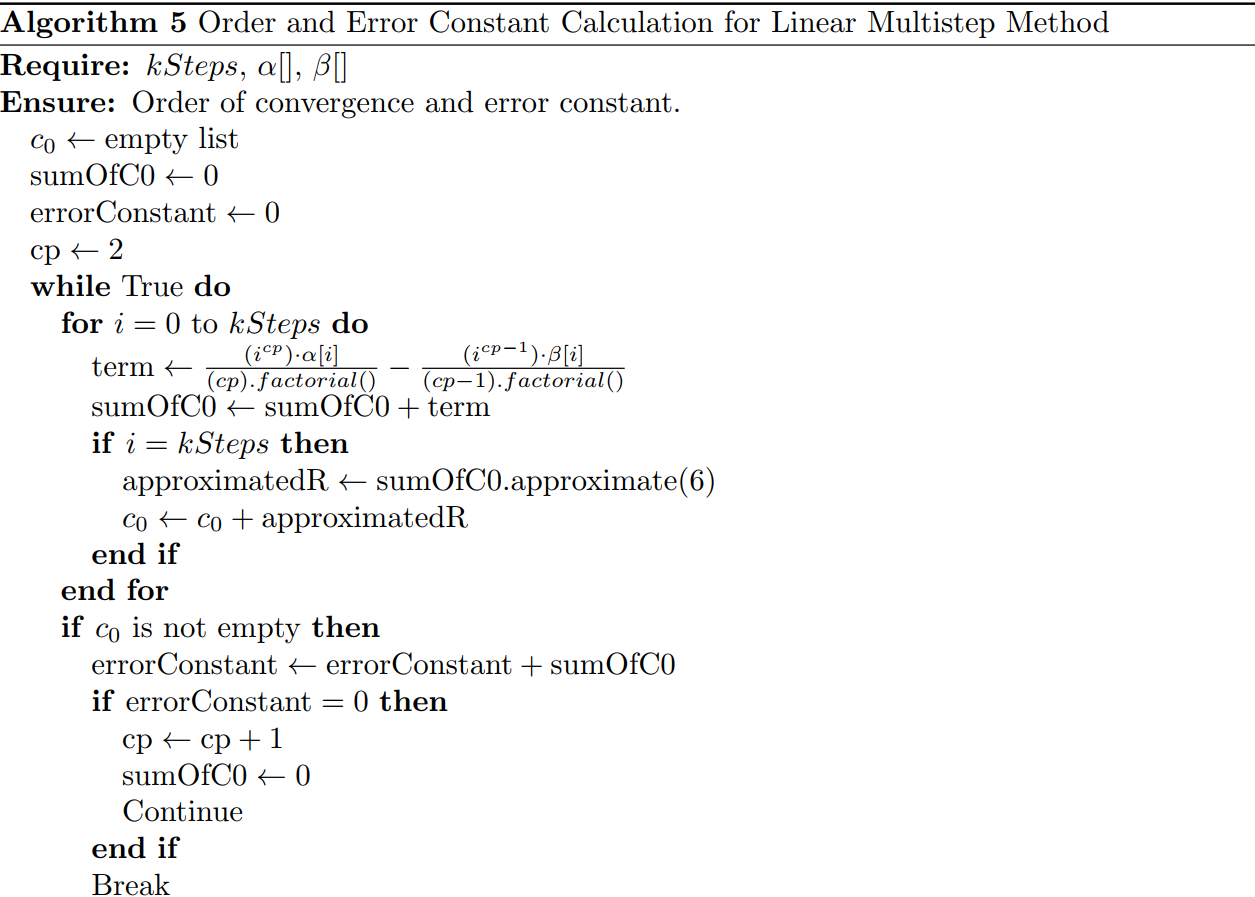 Algorithm 5 Order and Error Constant Calculation for Linear Multistep Method
Require: kSteps, α[], β[]
Ensure: Order of convergence and error constant.
c₀ ← empty list
sumOfC0 ← 0
errorConstant ← 0
cp ← 2
while True do
for i = 0 to kSteps do
term ← (i^{cp})·α[i] / (cp).factorial() − (i^{cp−1})·β[i] / (cp−1).factorial()
sumOfC0 ← sumOfC0 + term
if i = kSteps then
approximatedR ← sumOfC0.approximate(6)
c₀ ← c₀ + approximatedR
end if
end for
if c₀ is not empty then
errorConstant ← errorConstant + sumOfC0
if errorConstant = 0 then
cp ← cp + 1
sumOfC0 ← 0
Continue
end if
Break